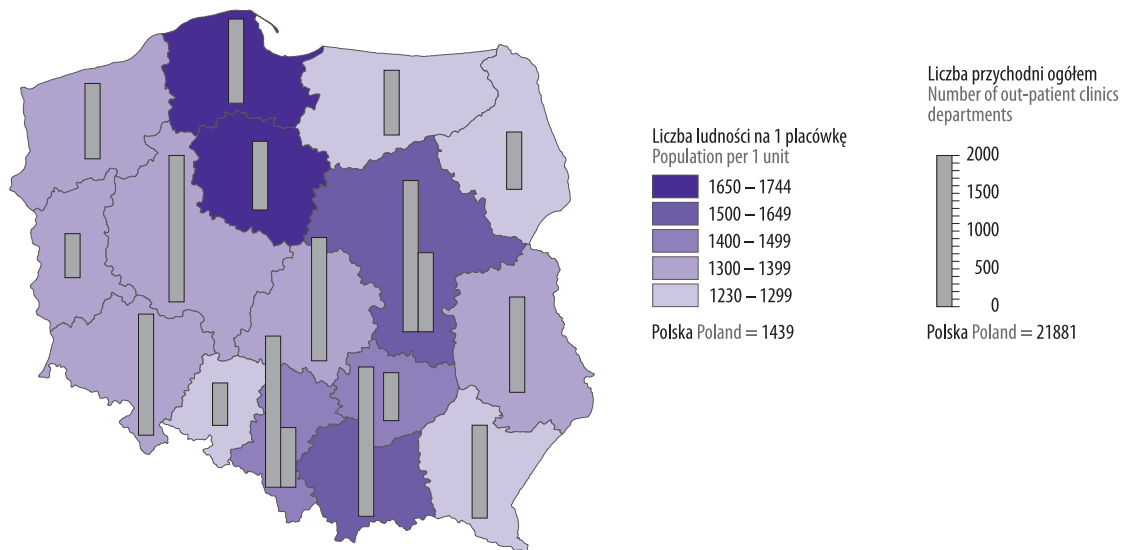 Liczba ludności na 1 placówkę
Population per 1 unit
1650 – 1744
1500 – 1649
1400 – 1499
1300 – 1399
1230 – 1299
Polska Poland = 1439
Liczba przychodni ogółem
Number of out-patient clinics
departments
2000
1500
1000
500
0
Polska Poland = 21881